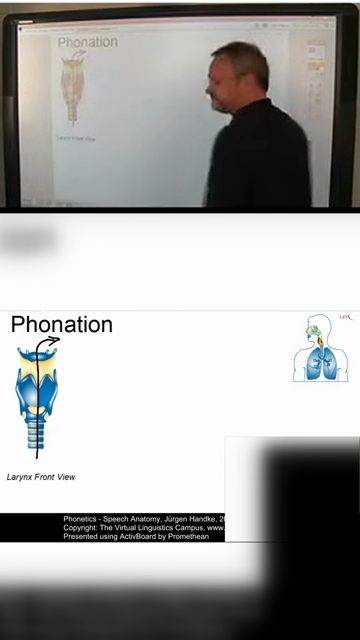 Phonation
Larynx Front View
Phonation
Larynx Front View
Phonetics - Speech Anatomy, Jürgen Handke,
Copyright: The Virtual Linguistics Campus, www.
Presented using ActivBoard by Promethean